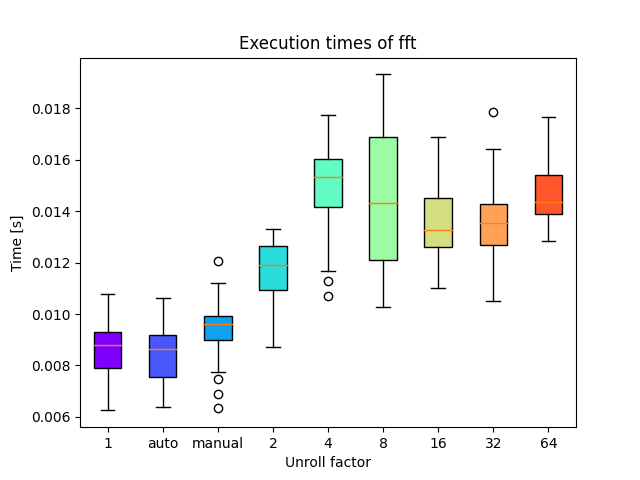 Execution times of fft
Time [s]
0.018
0.016
0.014
0.012
0.010
0.008
0.006
1 auto manual 2 4 8 16 32 64
Unroll factor